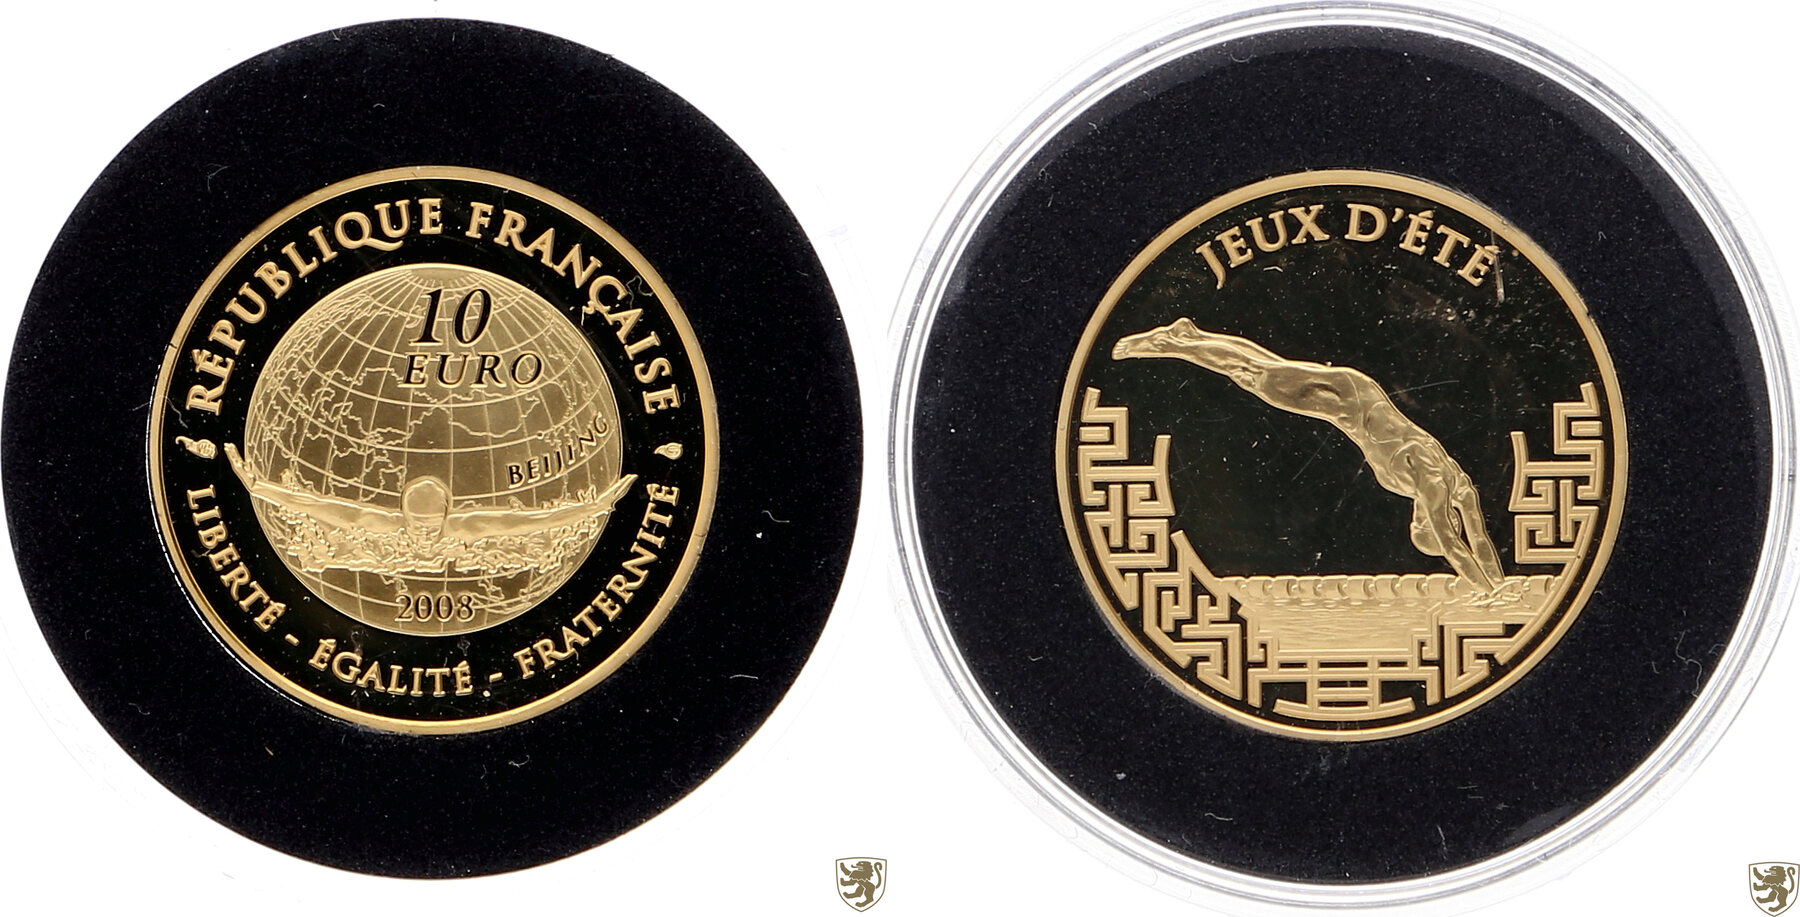 RÉPUBLIQUE FRANÇAISE
10
EURO
BEIJING
2008
LIBERTÉ - ÉGALITÉ - FRATERNITÉ
JEUX D'ÉTÉ